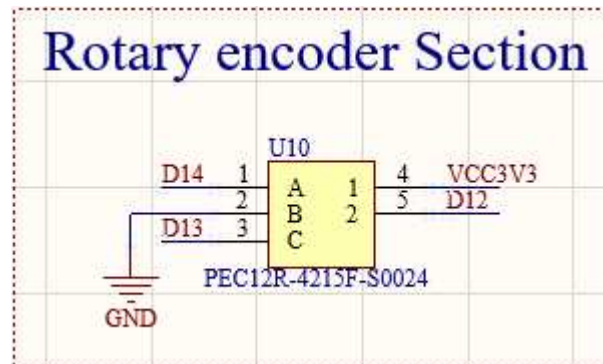 Rotary encoder Section
U10
D14 1 A 1 4 VCC3V3
2 B 2 5 D12
D13 3 C
PEC12R-4215F-S0024
GND